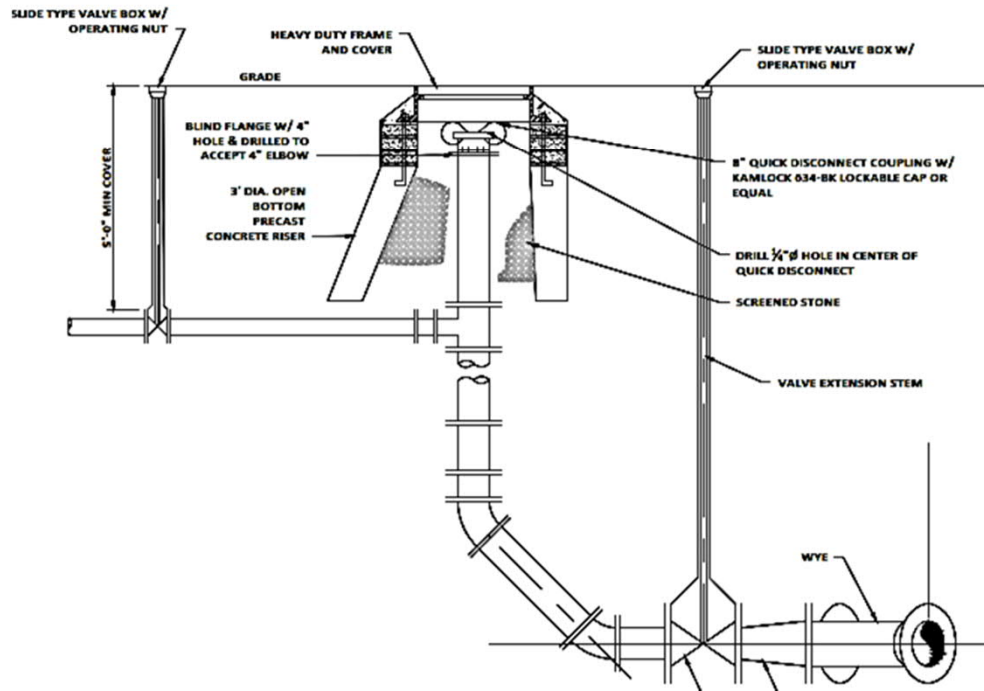 SLIDE TYPE VALVE BOX W/
OPERATING NUT
HEAVY DUTY FRAME
AND COVER
SLIDE TYPE VALVE BOX W/
OPERATING NUT
GRADE
BLIND FLANGE W/ 4"
HOLE & DRILLED TO
ACCEPT 4" ELBOW
8" QUICK DISCONNECT COUPLING W/
KAMLOCK 634-BK LOCKABLE CAP OR
EQUAL
3' DIA. OPEN
BOTTOM
PRECAST
CONCRETE RISER
5'-0" MIN COVER
DRILL ¼"Ø HOLE IN CENTER OF
QUICK DISCONNECT
SCREENED STONE
VALVE EXTENSION STEM
WYE